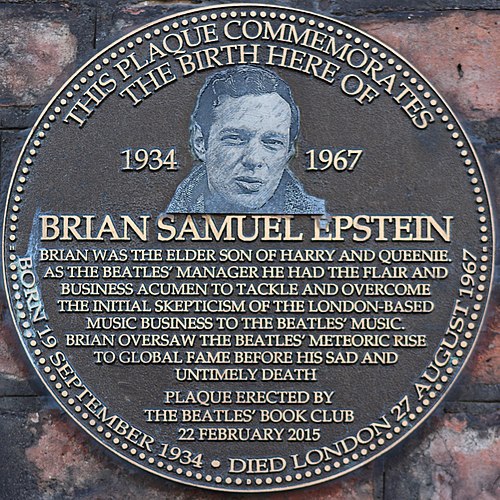 THIS PLAQUE COMMEMORATES
THE BIRTH HERE OF
1934 1967
BRIAN SAMUEL EPSTEIN
BRIAN WAS THE ELDER SON OF HARRY AND QUEENIE.
AS THE BEATLES' MANAGER HE HAD THE FLAIR AND
BUSINESS ACUMEN TO TACKLE AND OVERCOME
THE INITIAL SKEPTICISM OF THE LONDON-BASED
MUSIC BUSINESS TO THE BEATLES' MUSIC.
BRIAN OVERSAW THE BEATLES' METEORIC RISE
TO GLOBAL FAME BEFORE HIS SAD AND
UNTIMELY DEATH
PLAQUE ERECTED BY
THE BEATLES' BOOK CLUB
22 FEBRUARY 2015
BORN 19 SEPTEMBER 1934 • DIED LONDON 27 AUGUST 1967